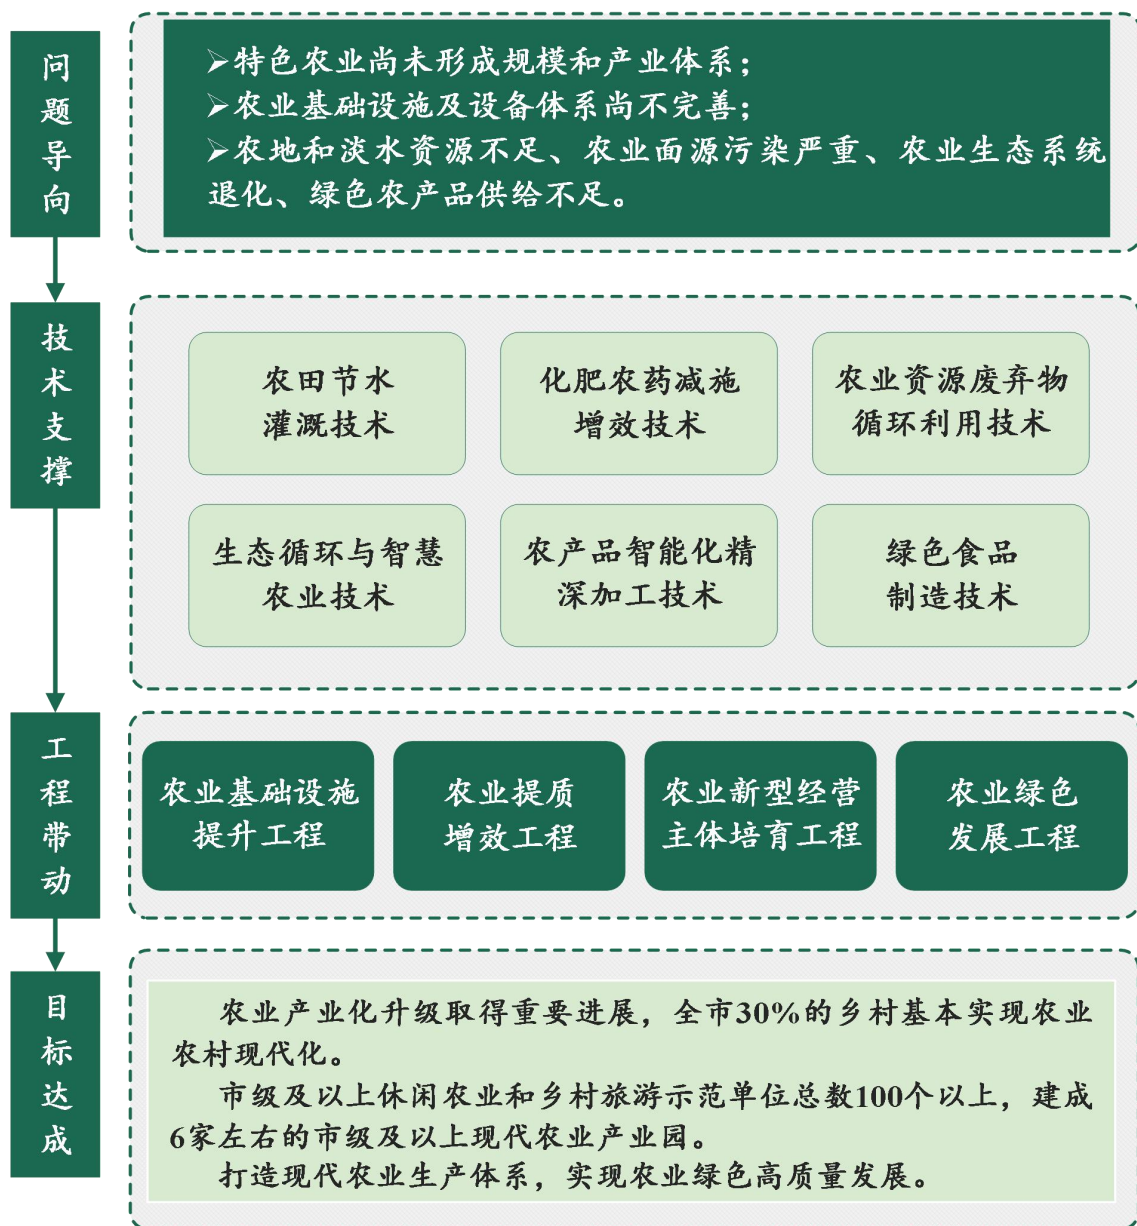 问题导向
➢特色农业尚未形成规模和产业体系；
➢农业基础设施及设备体系尚不完善；
➢农地和淡水资源不足、农业面源污染严重、农业生态系统
退化、绿色农产品供给不足。
技术支撑
农田节水
灌溉技术
化肥农药减施
增效技术
农业资源废弃物
循环利用技术
生态循环与智慧
农业技术
农产品智能化精
深加工技术
绿色食品
制造技术
工程带动
农业基础设施
提升工程
农业提质
增效工程
农业新型经营
主体培育工程
农业绿色
发展工程
目标达成
农业产业化升级取得重要进展，全市30%的乡村基本实现农业
农村现代化。
市级及以上休闲农业和乡村旅游示范单位总数100个以上，建成
6家左右的市级及以上现代农业产业园。
打造现代农业生产体系，实现农业绿色高质量发展。